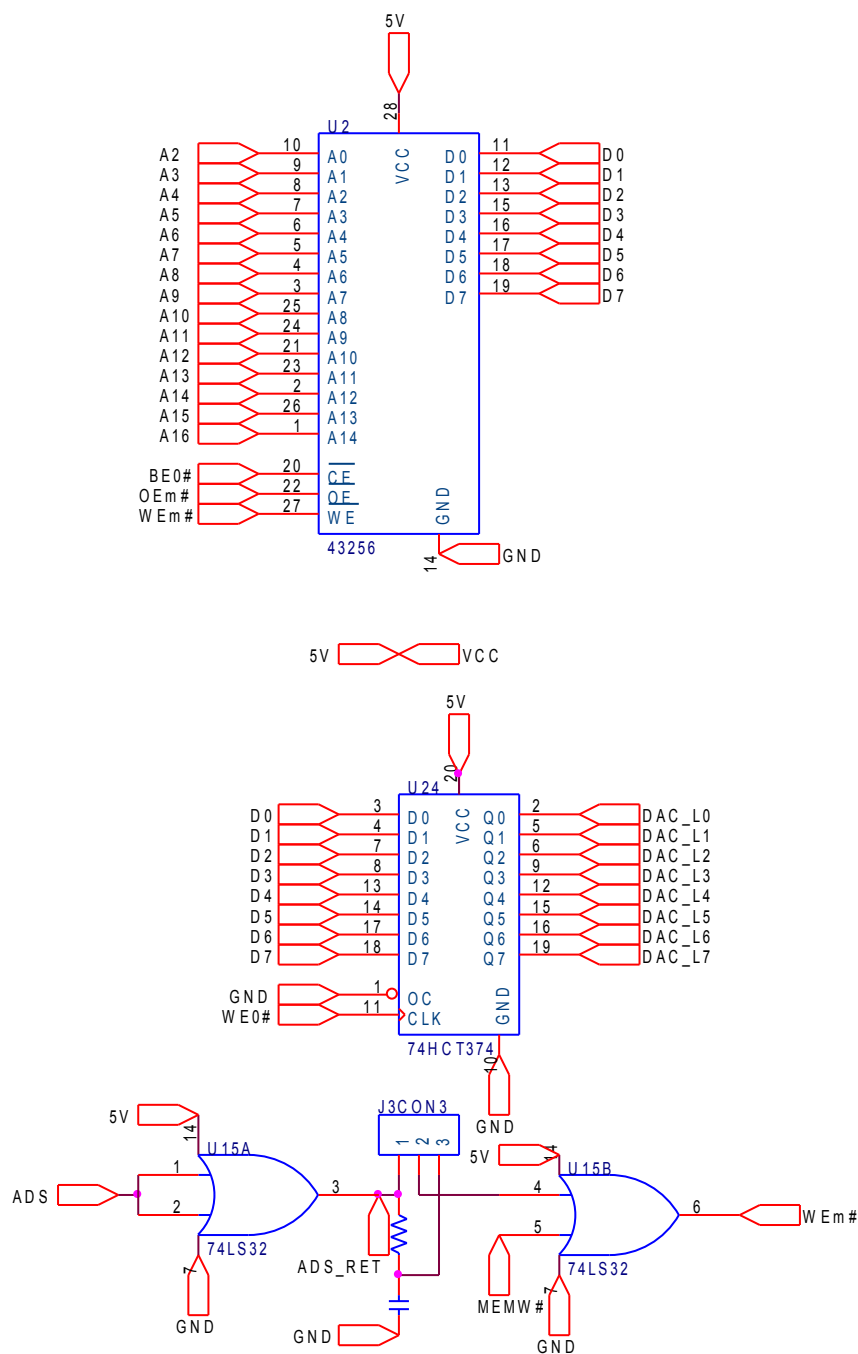 5V
28
U2
A2 10 A0 VCC D0 11 D0
A3 9 A1 D1 12 D1
A4 8 A2 D2 13 D2
A5 7 A3 D3 15 D3
A6 6 A4 D4 16 D4
A7 5 A5 D5 17 D5
A8 4 A6 D6 18 D6
A9 3 A7 D7 19 D7
A10 25 A8
A11 24 A9
A12 21 A10
A13 23 A11
A14 2 A12
A15 26 A13
A16 1 A14
BE0# 20 CE
OEm# 22 OE
WEm# 27 WE GND
43256 14 GND
5V VCC
5V
20
U24
D0 3 D0 VCC Q0 2 DAC_L0
D1 4 D1 Q1 5 DAC_L1
D2 7 D2 Q2 6 DAC_L2
D3 8 D3 Q3 9 DAC_L3
D4 13 D4 Q4 12 DAC_L4
D5 14 D5 Q5 15 DAC_L5
D6 17 D6 Q6 16 DAC_L6
D7 18 D7 Q7 19 DAC_L7
GND 1 OC
WE0# 11 CLK GND
74HCT374 10
GND
J3CON3
1 2 3
5V 14 U15A
ADS 1 2 3
74LS32
7
GND
ADS_RET
GND
5V 14 U15B
4 5 6 WEm#
MEMW#
74LS32
7
GND